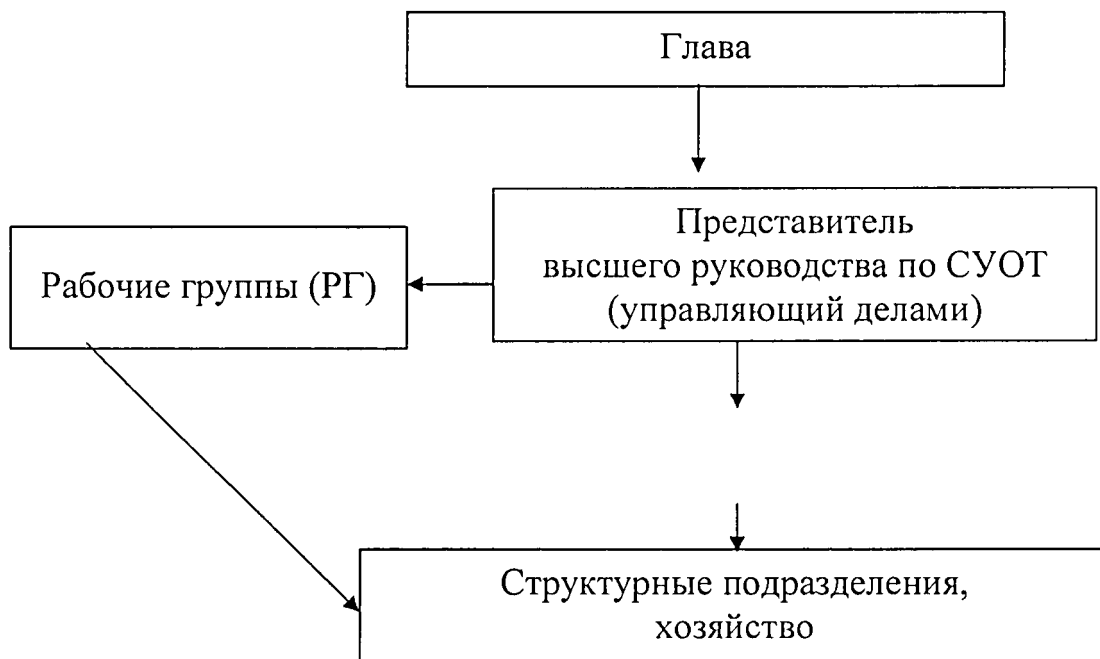 Глава
Представитель
высшего руководства по СУОТ
(управляющий делами)
Рабочие группы (РГ)
Структурные подразделения,
хозяйство